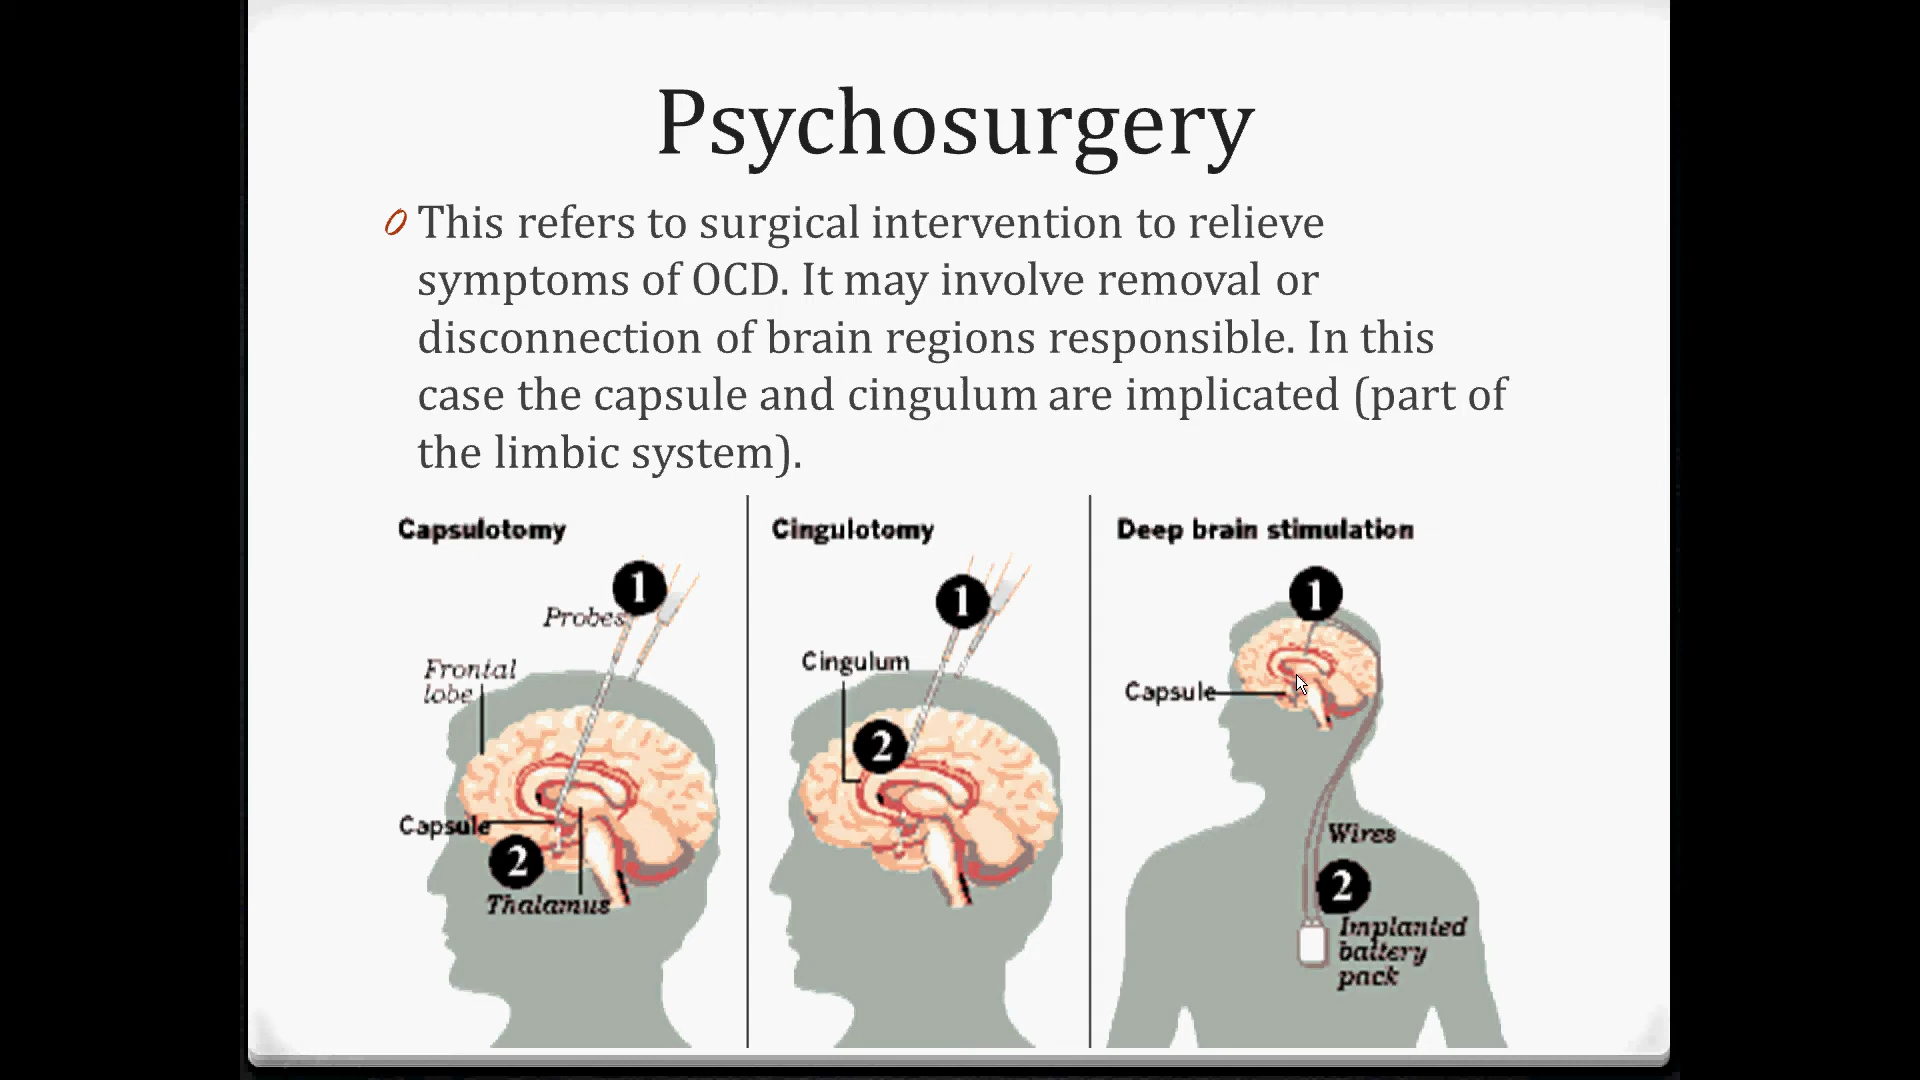 Psychosurgery
This refers to surgical intervention to relieve
symptoms of OCD. It may involve removal or
disconnection of brain regions responsible. In this
case the capsule and cingulum are implicated (part of
the limbic system).
Capsulotomy
1
Probes
Frontal
lobe
Capsule
2
Thalamus
Cingulotomy
1
Cingulum
2
Deep brain stimulation
1
Capsule
Wires
2
Implanted
battery
pack